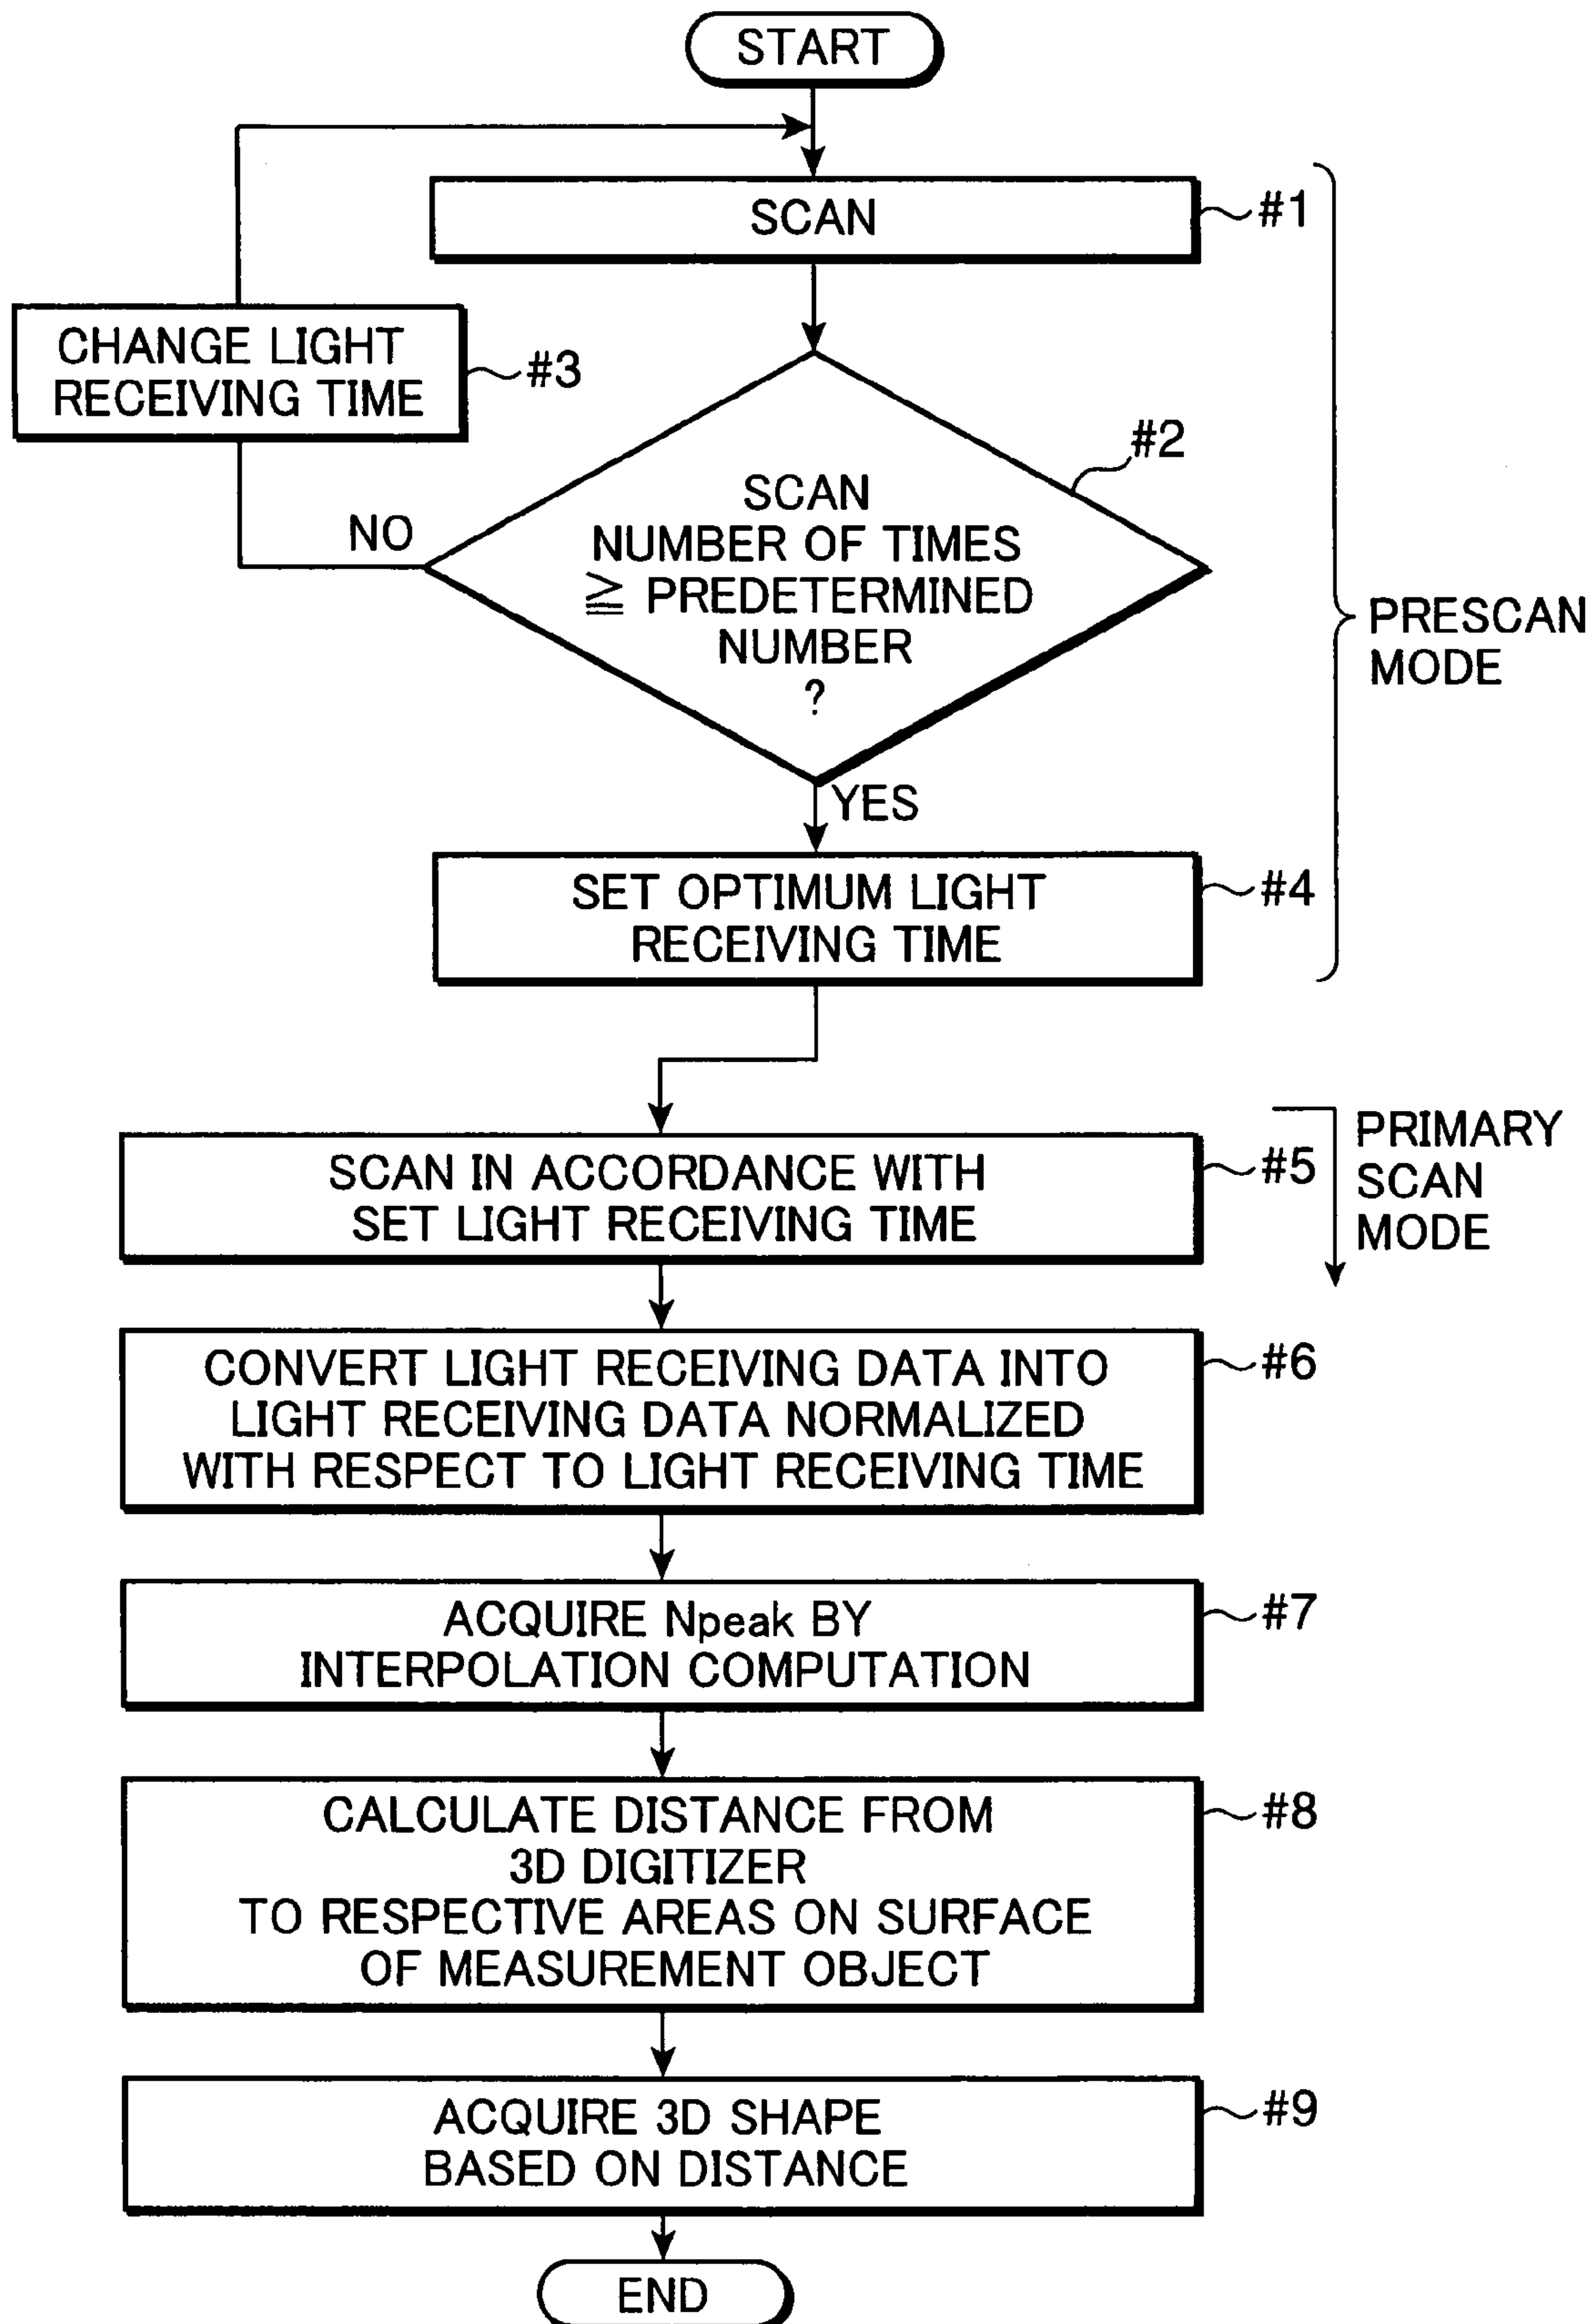 START
SCAN
#1
CHANGE LIGHT
RECEIVING TIME
#3
#2
SCAN
NUMBER OF TIMES
≧ PREDETERMINED
NUMBER
?
NO
YES
PRESCAN
MODE
SET OPTIMUM LIGHT
RECEIVING TIME
#4
SCAN IN ACCORDANCE WITH
SET LIGHT RECEIVING TIME
#5
PRIMARY
SCAN
MODE
CONVERT LIGHT RECEIVING DATA INTO
LIGHT RECEIVING DATA NORMALIZED
WITH RESPECT TO LIGHT RECEIVING TIME
#6
ACQUIRE Npeak BY
INTERPOLATION COMPUTATION
#7
CALCULATE DISTANCE FROM
3D DIGITIZER
TO RESPECTIVE AREAS ON SURFACE
OF MEASUREMENT OBJECT
#8
ACQUIRE 3D SHAPE
BASED ON DISTANCE
#9
END